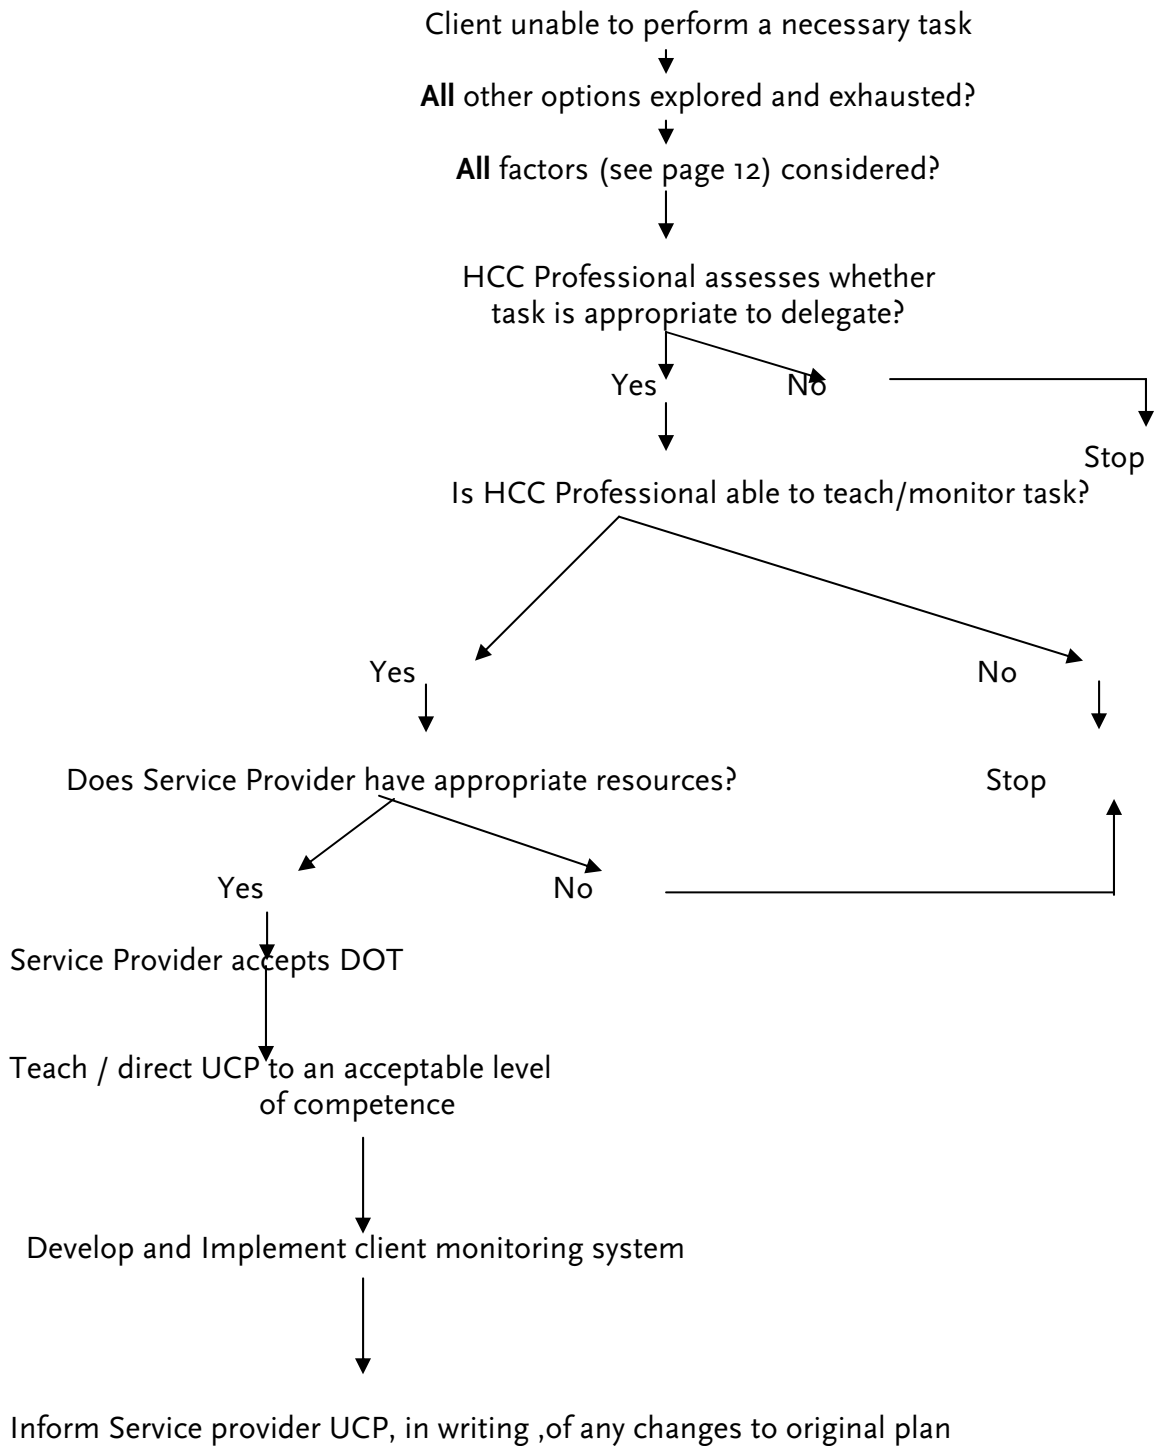 Client unable to perform a necessary task
All other options explored and exhausted?
All factors (see page 12) considered?
HCC Professional assesses whether
task is appropriate to delegate?
Yes No
Stop
Is HCC Professional able to teach/monitor task?
Yes No
Does Service Provider have appropriate resources? Stop
Yes No
Service Provider accepts DOT
Teach / direct UCP to an acceptable level
of competence
Develop and Implement client monitoring system
Inform Service provider UCP, in writing ,of any changes to original plan